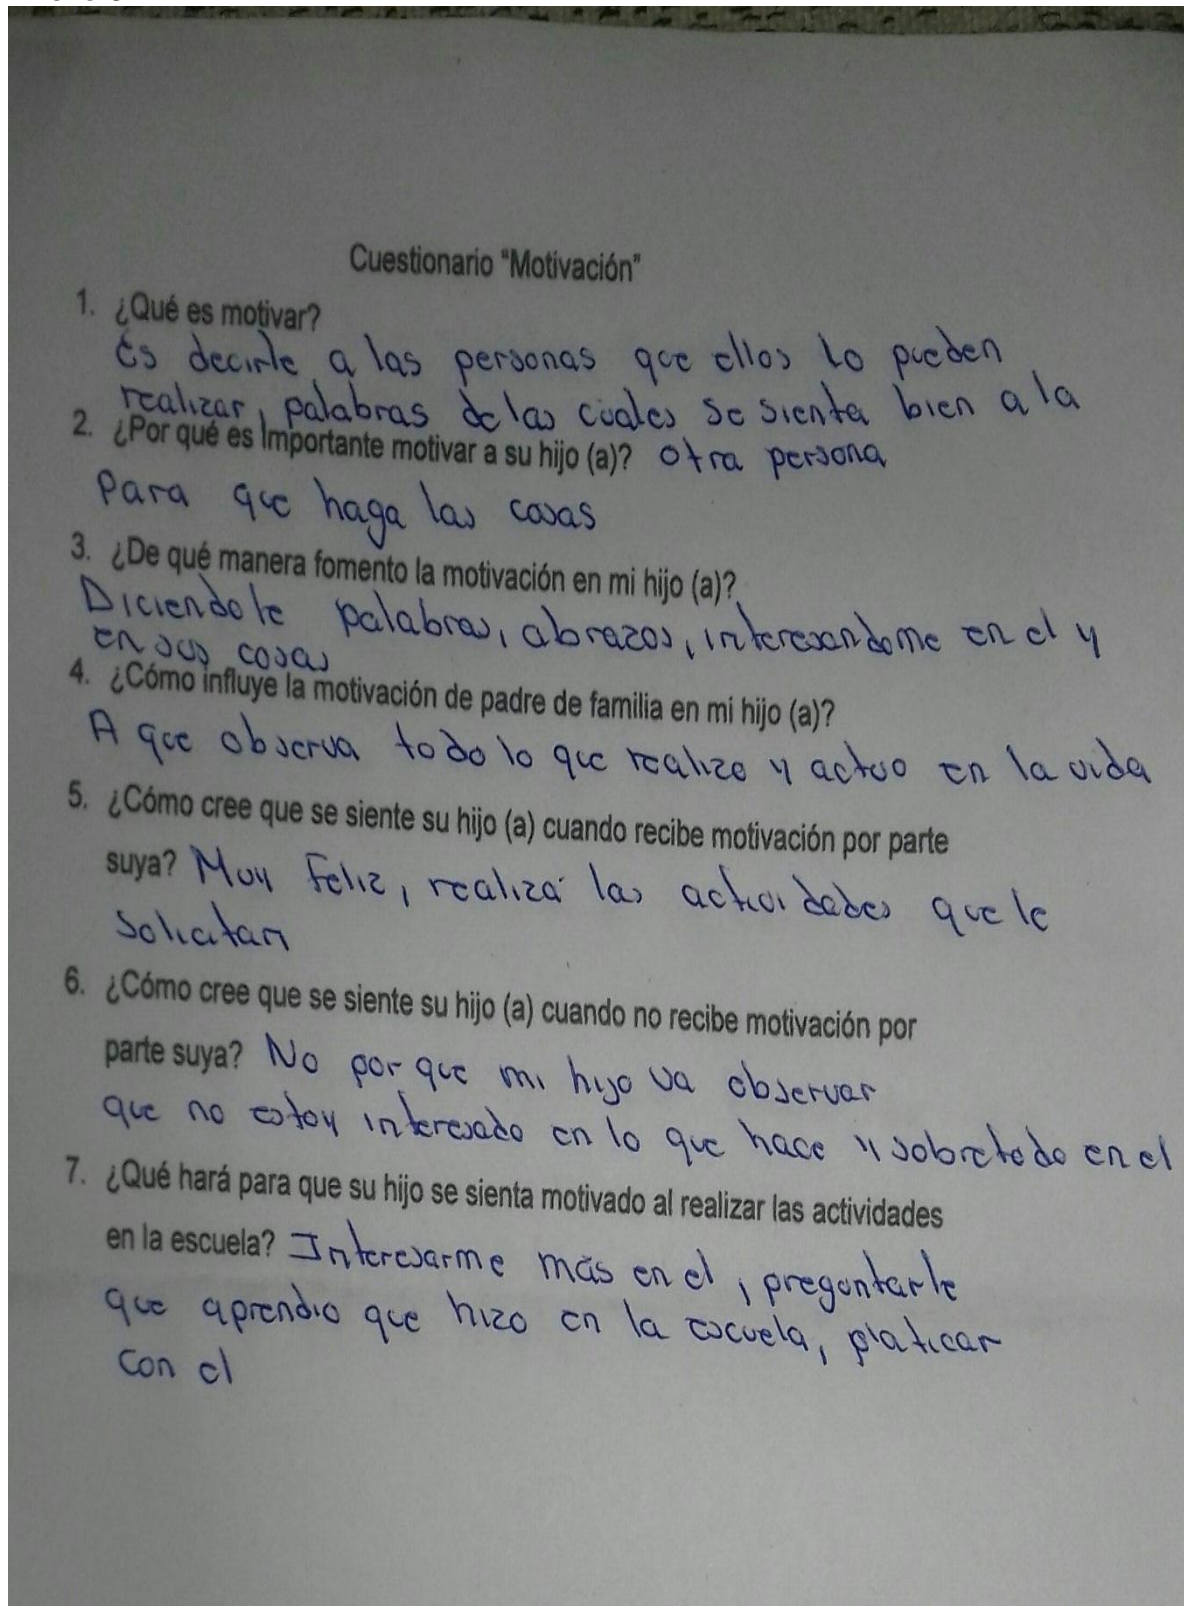 Cuestionario "Motivación"
1. ¿Qué es motivar?
Es decirle a las personas que ellos lo pueden
realizar, palabras de las cuales se sienta bien a la
2. ¿Por qué es Importante motivar a su hijo (a)? otra persona
Para que haga las cosas
3. ¿De qué manera fomento la motivación en mi hijo (a)?
Diciendole palabras, abrazos, interesandome en el y
en sus cosas
4. ¿Cómo influye la motivación de padre de familia en mi hijo (a)?
A que observa todo lo que realizo y actuo en la vida
5. ¿Cómo cree que se siente su hijo (a) cuando recibe motivación por parte
suya? Muy feliz, realiza las actividades que le
solicitan
6. ¿Cómo cree que se siente su hijo (a) cuando no recibe motivación por
parte suya? No por que mi hijo va observar
que no estoy interesado en lo que hace y sobretodo en el
7. ¿Qué hará para que su hijo se sienta motivado al realizar las actividades
en la escuela? Interesarme más en el, preguntarle
que aprendio que hizo en la escuela, platicar
con el